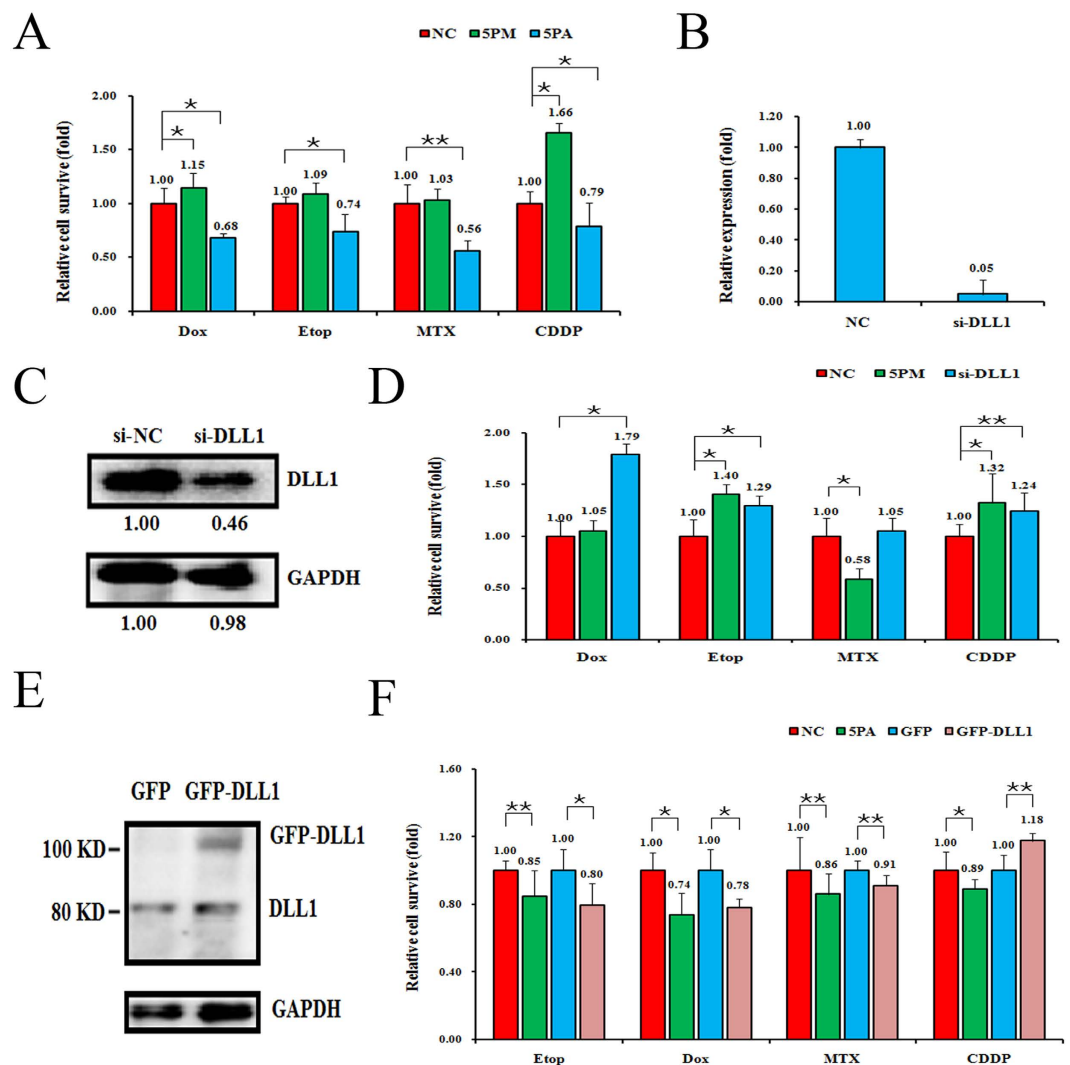 A
NC 5PM 5PA
Relative cell survive (fold)
2.00
1.50
1.00
0.50
0.00
* * * ** * *
1.00 1.15 0.68
1.00 1.09 0.74
1.00 1.03 0.56
1.00 1.66 0.79
Dox Etop MTX CDDP
B
Relative expression (fold)
1.20
1.00
0.80
0.60
0.40
0.20
0.00
1.00 0.05
NC si-DLL1
C
si-NC si-DLL1
DLL1
1.00 0.46
GAPDH
1.00 0.98
D
NC 5PM si-DLL1
Relative cell survive (fold)
2.00
1.50
1.00
0.50
0.00
* * * * ** *
1.00 1.05 1.79
1.00 1.40 1.29
1.00 0.58 1.05
1.00 1.32 1.24
Dox Etop MTX CDDP
E
GFP GFP-DLL1
100 KD GFP-DLL1
80 KD DLL1
GAPDH
F
NC 5PA GFP GFP-DLL1
Relative cell survive (fold)
1.60
1.20
0.80
0.40
0.00
** * * * ** ** * **
1.00 0.85 1.00 0.80
1.00 0.74 1.00 0.78
1.00 0.86 1.00 0.91
1.00 0.89 1.00 1.18
Etop Dox MTX CDDP